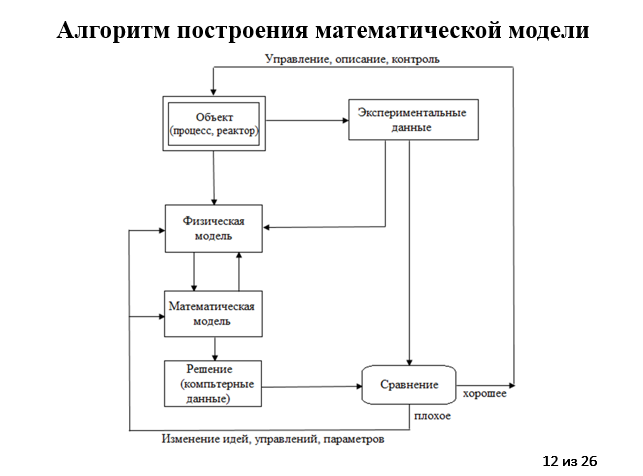 Алгоритм построения математической модели
Управление, описание, контроль
Объект
(процесс, реактор)
Экспериментальные
данные
Физическая
модель
Математическая
модель
Решение
(компьтерные
данные)
Сравнение
хорошее
плохое
Изменение идей, управлений, параметров
12 из 26